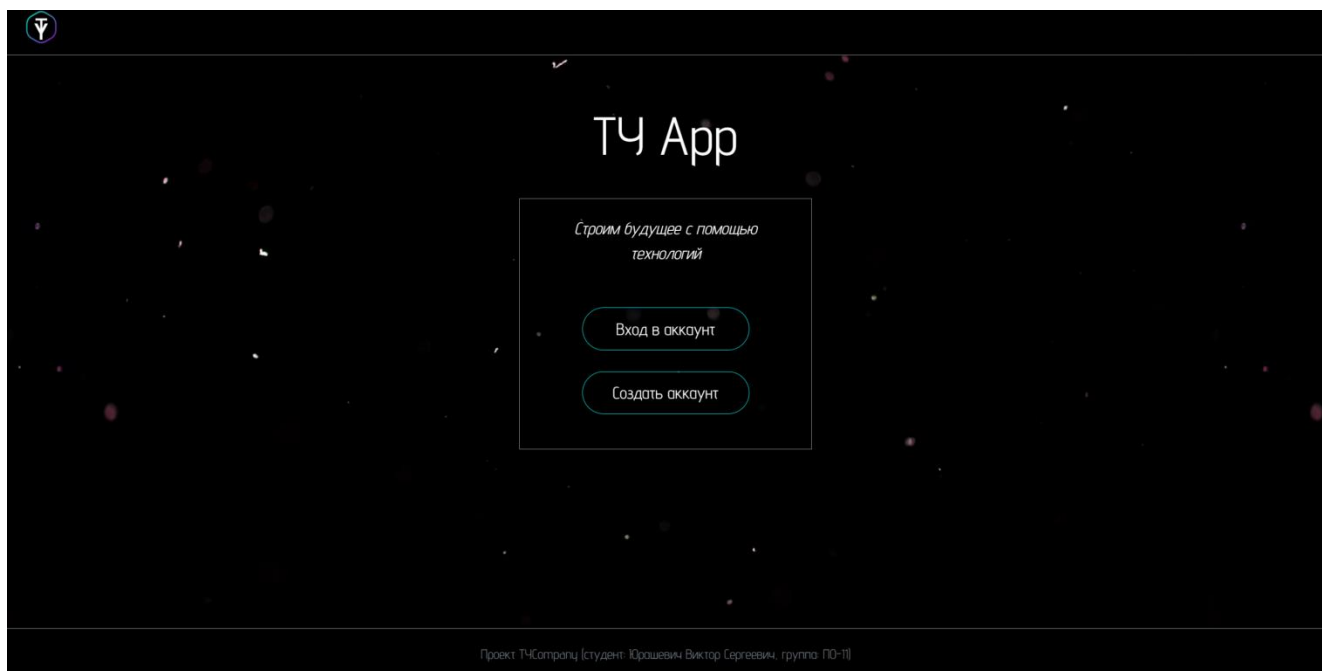 ТЧ App
Строим будущее с помощью
технологий
Вход в аккаунт
Создать аккаунт
Проект ТЧCompany (студент: Юрашевич Виктор Сергеевич, группа: ПО-11)